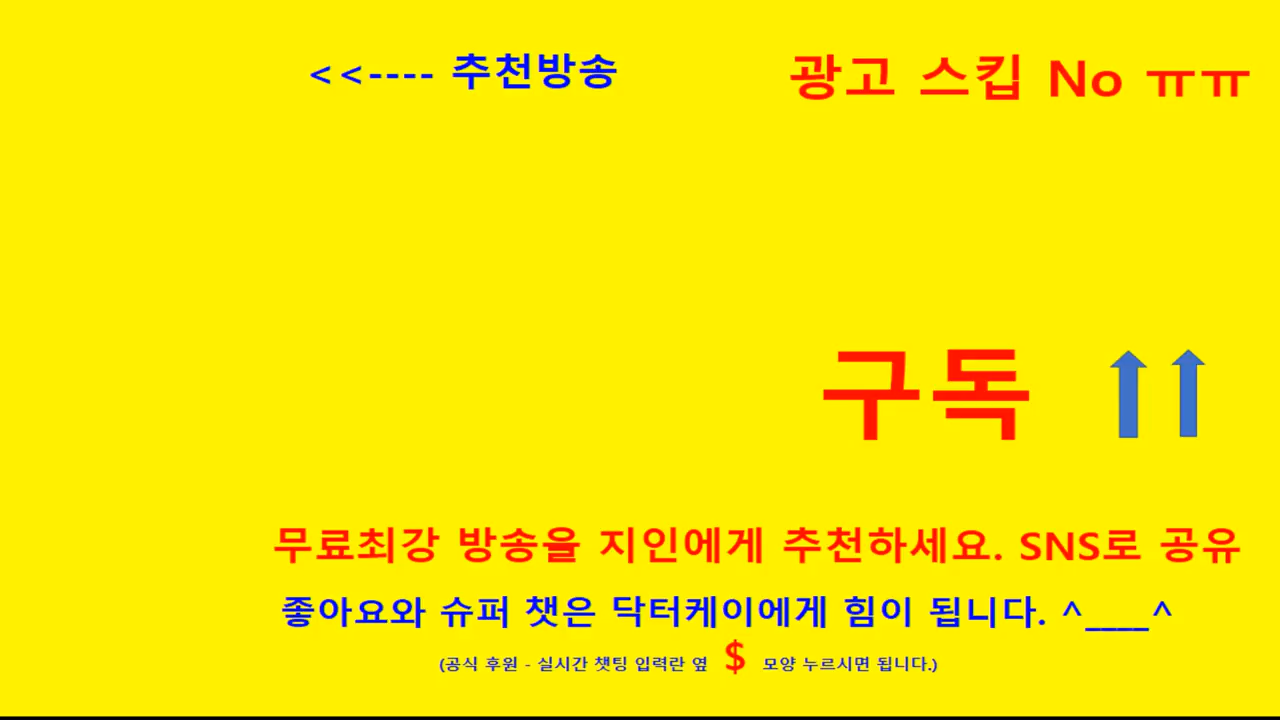 <<---- 추천방송
광고 스킵 No ㅠㅠ
구독
무료최강 방송을 지인에게 추천하세요. SNS로 공유
좋아요와 슈퍼 챗은 닥터케이에게 힘이 됩니다. ^____^
(공식 후원 - 실시간 챗팅 입력란 옆 $ 모양 누르시면 됩니다.)